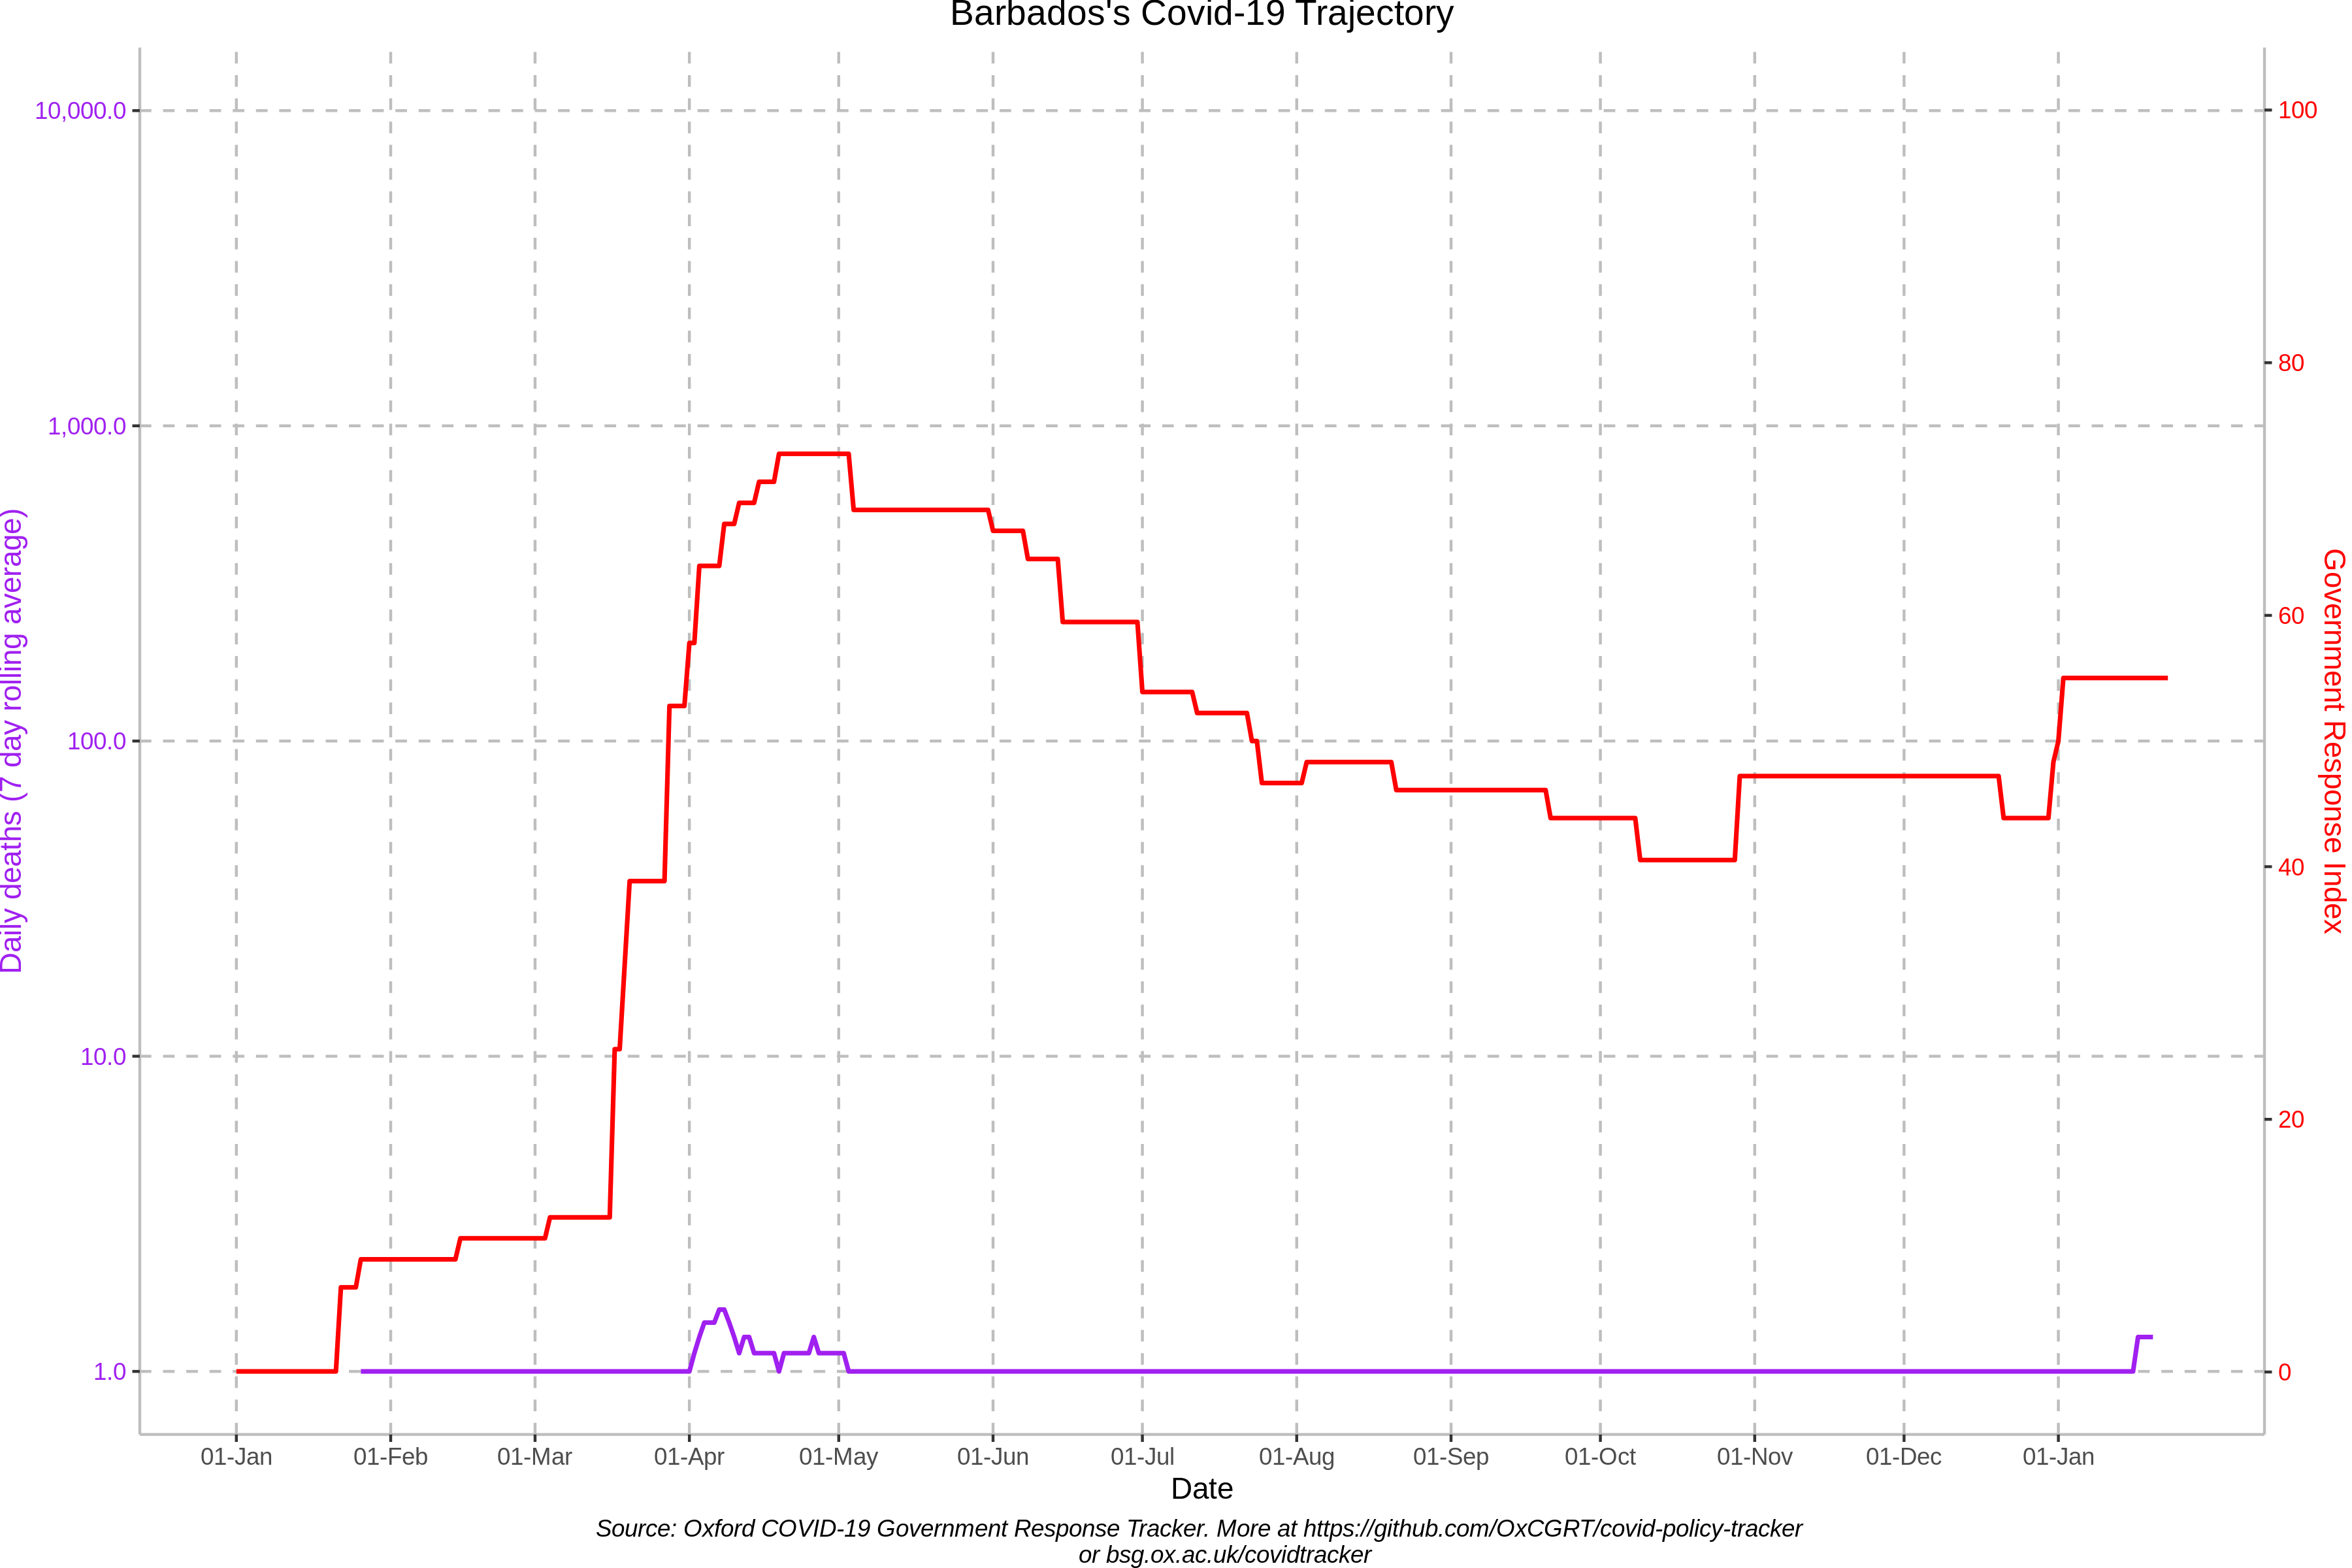 Barbados's Covid-19 Trajectory
10,000.0
1,000.0
100.0
10.0
1.0
Daily deaths (7 day rolling average)
100
80
60
40
20
0
Government Response Index
01-Jan 01-Feb 01-Mar 01-Apr 01-May 01-Jun 01-Jul 01-Aug 01-Sep 01-Oct 01-Nov 01-Dec 01-Jan
Date
Source: Oxford COVID-19 Government Response Tracker. More at https://github.com/OxCGRT/covid-policy-tracker
or bsg.ox.ac.uk/covidtracker